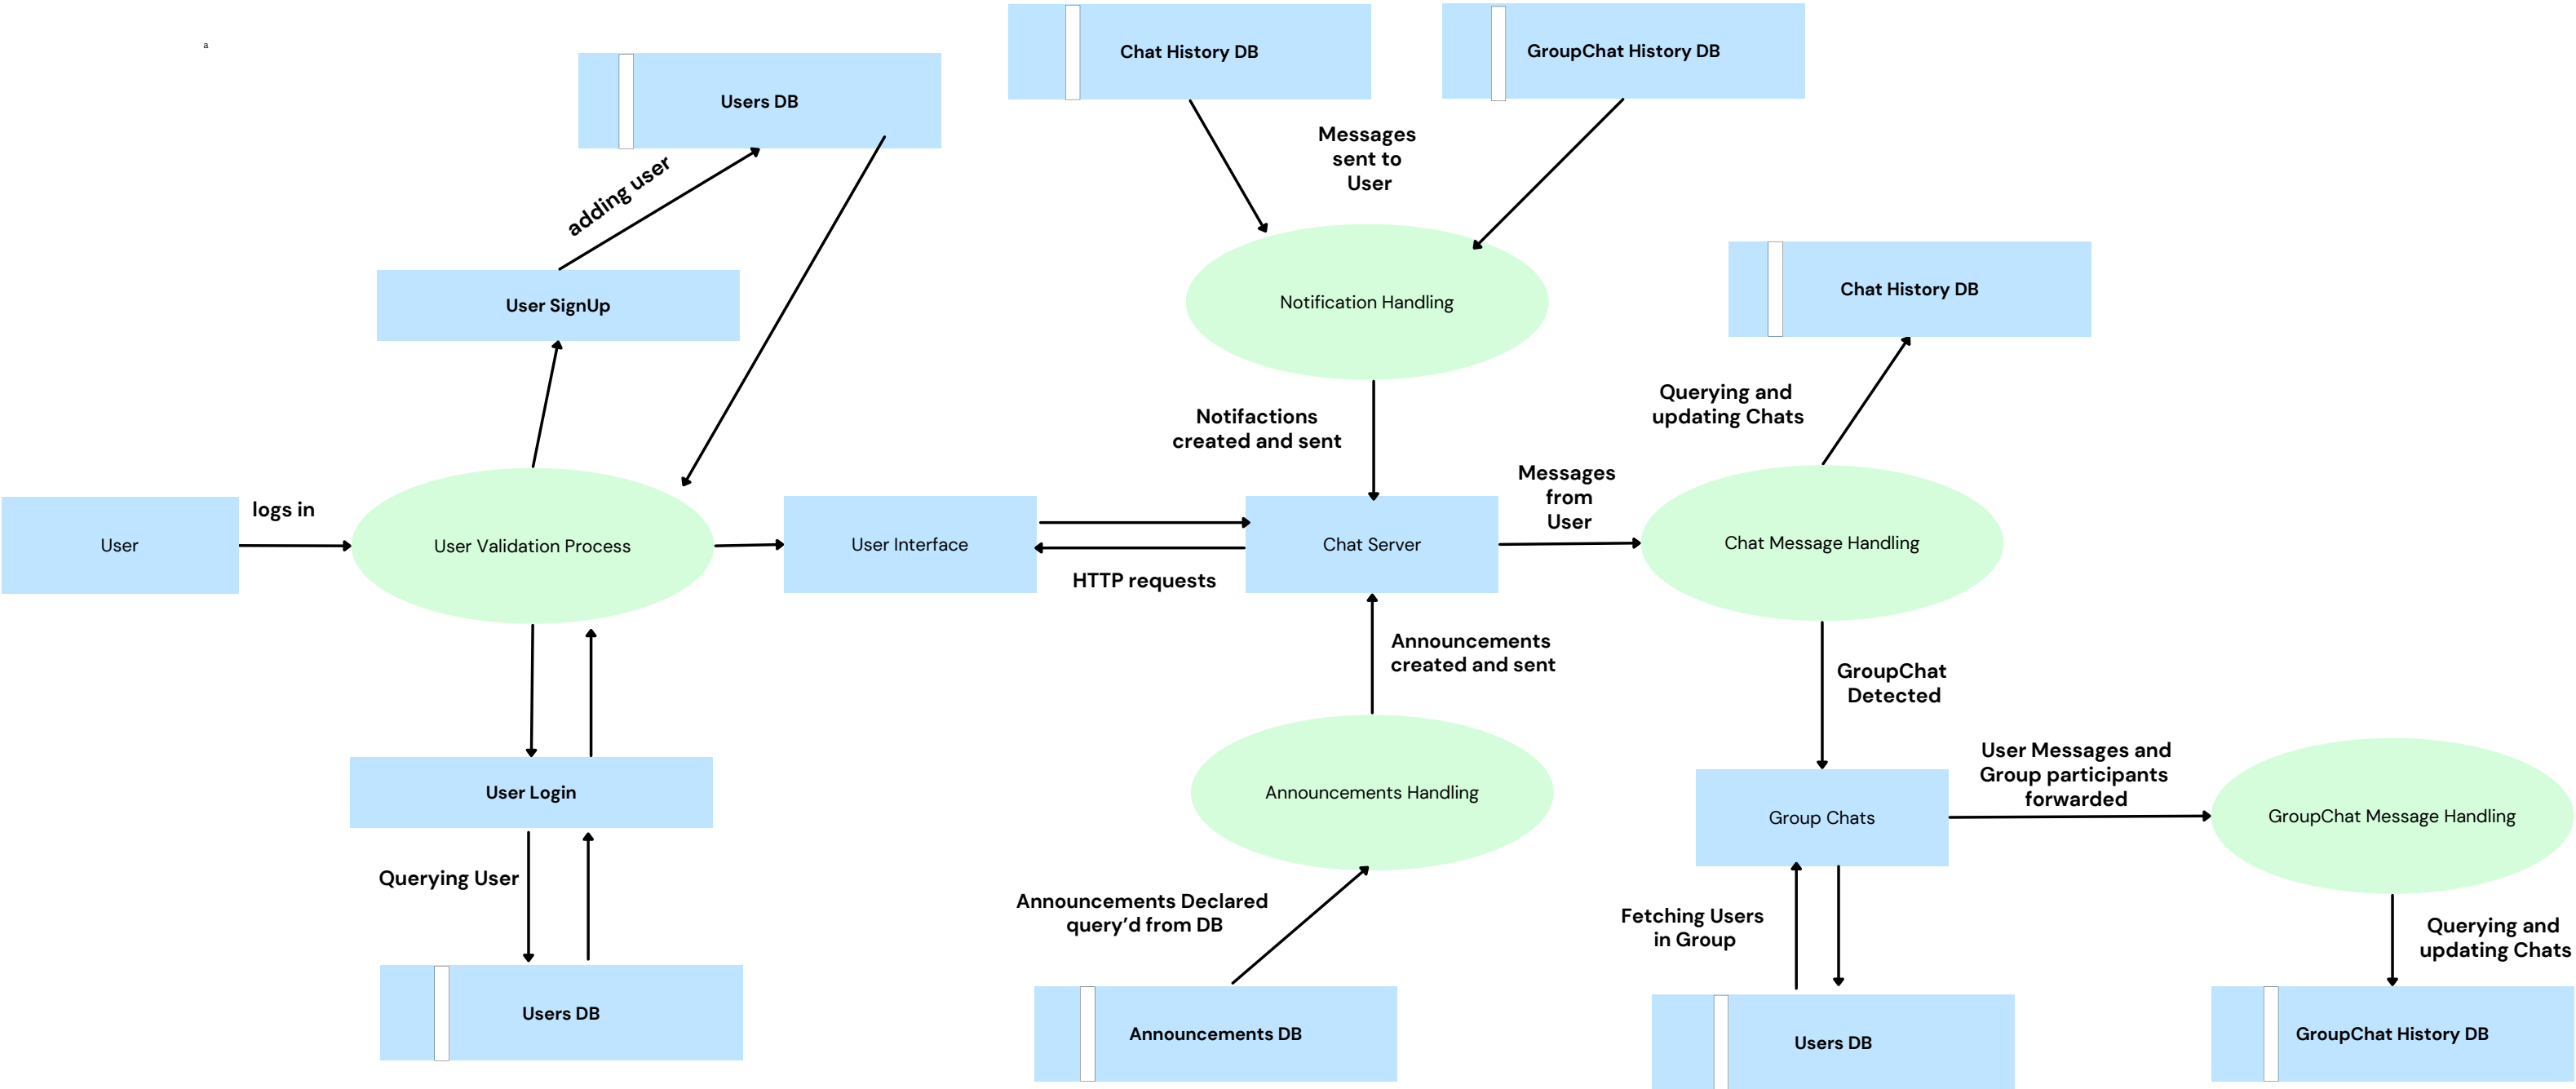 a
Users DB
Chat History DB
GroupChat History DB
adding user
Messages
sent to
User
User SignUp
Notification Handling
Chat History DB
Notifactions
created and sent
Querying and
updating Chats
logs in
User
User Validation Process
User Interface
HTTP requests
Chat Server
Messages
from
User
Chat Message Handling
Announcements
created and sent
GroupChat
Detected
User Login
Announcements Handling
Group Chats
User Messages and
Group participants
forwarded
GroupChat Message Handling
Querying User
Announcements Declared
query’d from DB
Fetching Users
in Group
Querying and
updating Chats
Users DB
Announcements DB
Users DB
GroupChat History DB